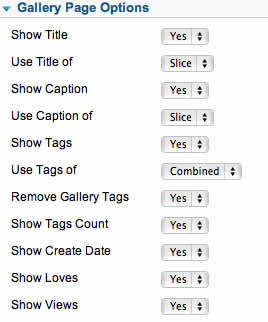 Gallery Page Options
Show Title Yes
Use Title of Slice
Show Caption Yes
Use Caption of Slice
Show Tags Yes
Use Tags of Combined
Remove Gallery Tags Yes
Show Tags Count Yes
Show Create Date Yes
Show Loves Yes
Show Views Yes